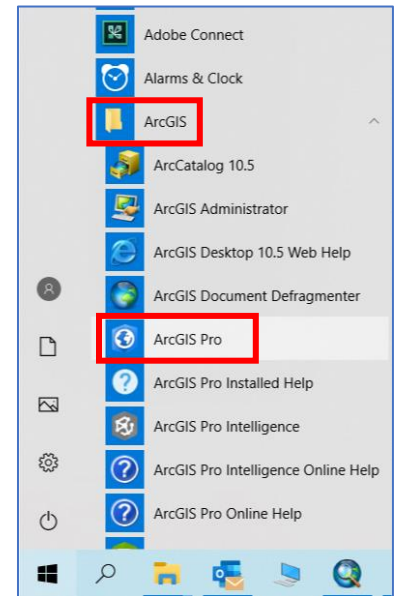 Adobe Connect
Alarms & Clock
ArcGIS
ArcCatalog 10.5
ArcGIS Administrator
ArcGIS Desktop 10.5 Web Help
ArcGIS Document Defragmenter
ArcGIS Pro
ArcGIS Pro Installed Help
ArcGIS Pro Intelligence
ArcGIS Pro Intelligence Online Help
ArcGIS Pro Online Help